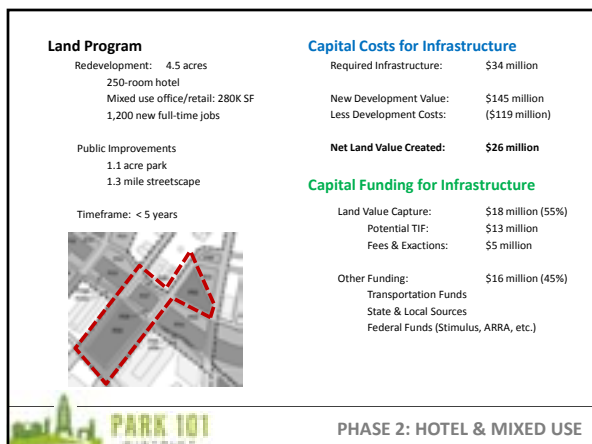 Land Program
Redevelopment: 4.5 acres
250-room hotel
Mixed use office/retail: 280K SF
1,200 new full-time jobs
Public Improvements
1.1 acre park
1.3 mile streetscape
Timeframe: < 5 years
Capital Costs for Infrastructure
Required Infrastructure: $34 million
New Development Value: $145 million
Less Development Costs: ($119 million)
Net Land Value Created: $26 million
Capital Funding for Infrastructure
Land Value Capture: $18 million (55%)
Potential TIF: $13 million
Fees & Exactions: $5 million
Other Funding: $16 million (45%)
Transportation Funds
State & Local Sources
Federal Funds (Stimulus, ARRA, etc.)
PARK 101
PHASE 2: HOTEL & MIXED USE